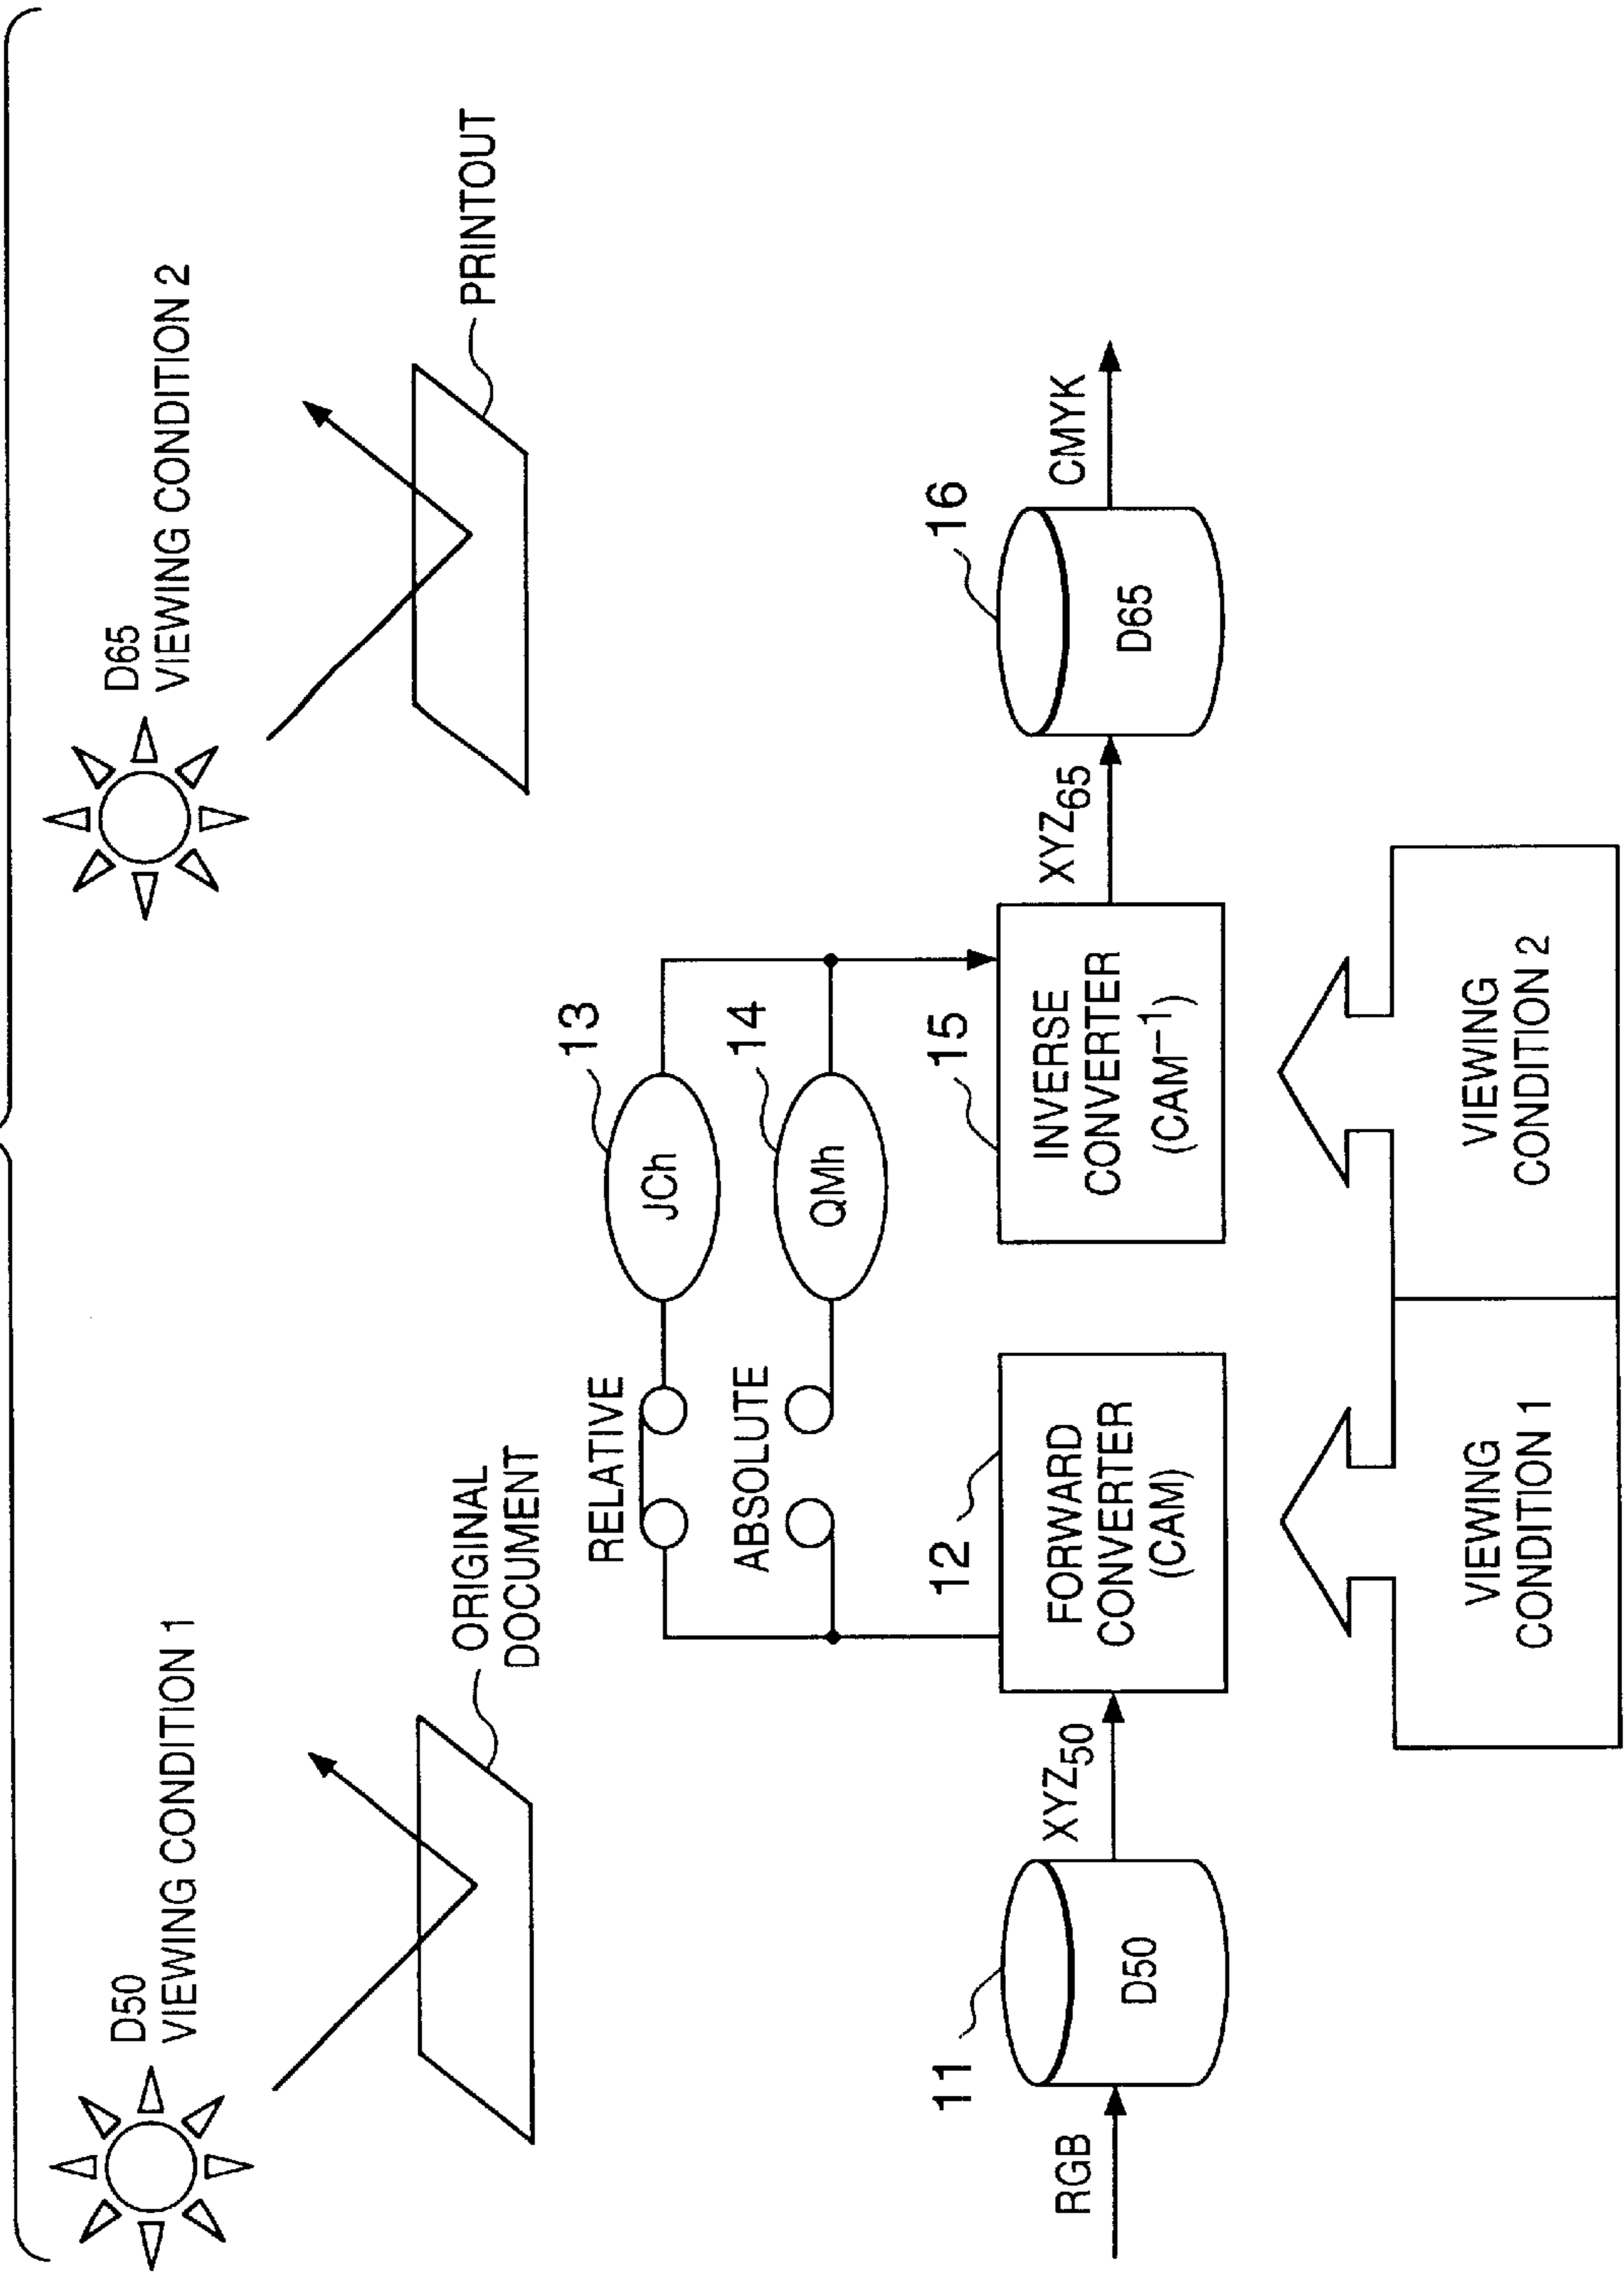 D50
VIEWING CONDITION 1
D65
VIEWING CONDITION 2
ORIGINAL
DOCUMENT
PRINTOUT
RELATIVE
13
JCh
ABSOLUTE
14
QMh
11
12
15
16
RGB
D50
XYZ50
FORWARD
CONVERTER
(CAM)
INVERSE
CONVERTER
(CAM–1)
XYZ65
D65
CMYK
VIEWING
CONDITION 1
VIEWING
CONDITION 2